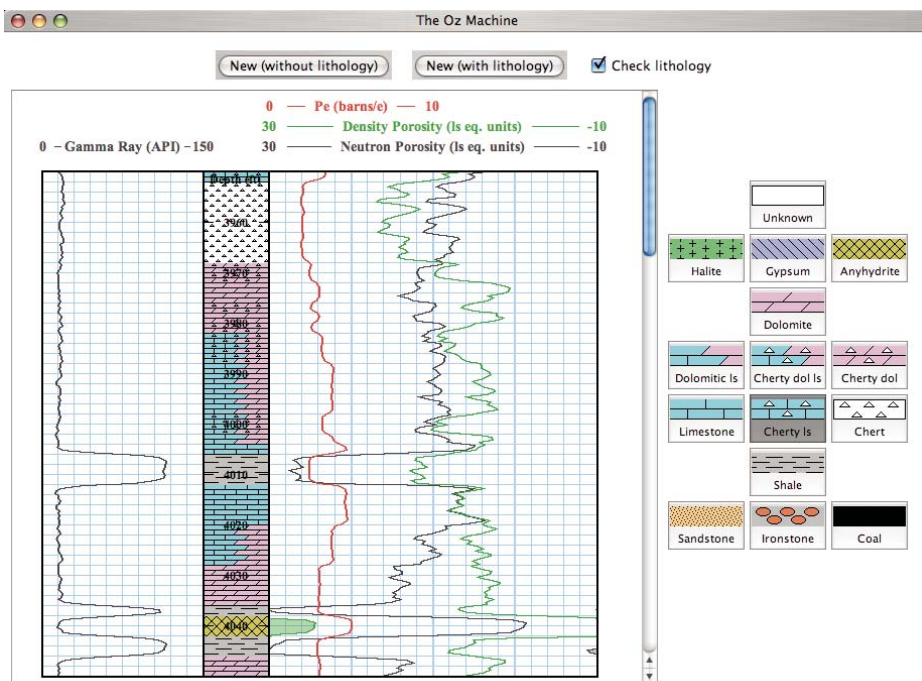 The Oz Machine
New (without lithology)
New (with lithology)
Check lithology
0 — Pe (barns/e) — 10
30 — Density Porosity (ls eq. units) — -10
0 – Gamma Ray (API) –150
30 — Neutron Porosity (ls eq. units) — -10
Depth (ft)
3960
3970
3980
3990
4000
4010
4020
4030
4040
Unknown
Halite
Gypsum
Anyhydrite
Dolomite
Dolomitic ls
Cherty dol ls
Cherty dol
Limestone
Cherty ls
Chert
Shale
Sandstone
Ironstone
Coal